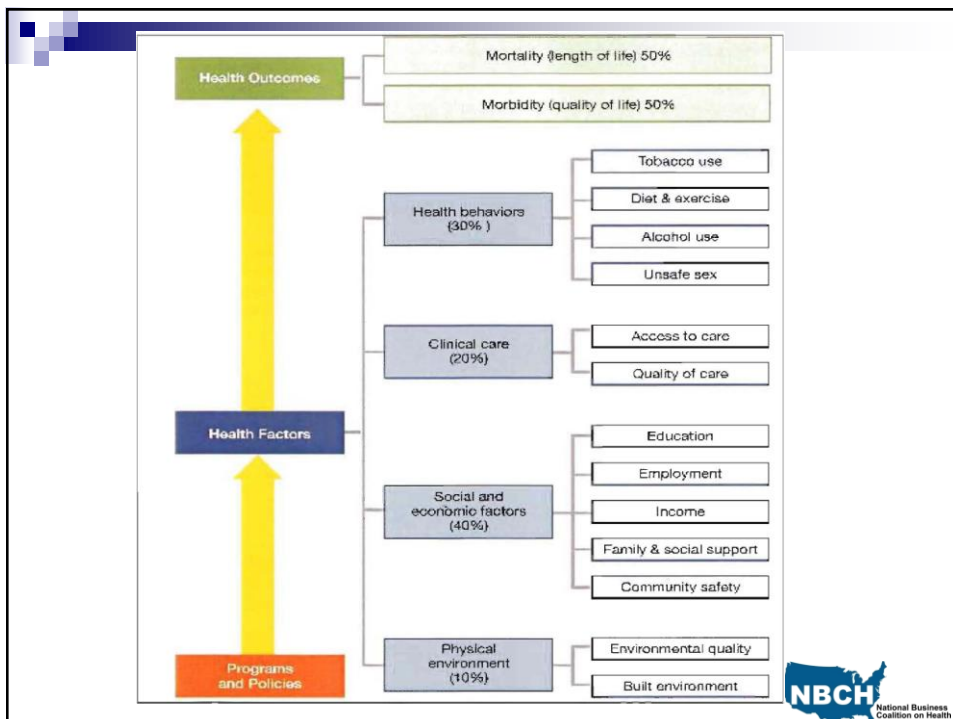 Health Outcomes
Mortality (length of life) 50%
Morbidity (quality of life) 50%
Health Factors
Health behaviors
(30% )
Tobacco use
Diet & exercise
Alcohol use
Unsafe sex
Clinical care
(20%)
Access to care
Quality of care
Social and
economic factors
(40%)
Education
Employment
Income
Family & social support
Community safety
Physical
environment
(10%)
Environmental quality
Built environment
Programs
and Policies
NBCH
National Business
Coalition on Health